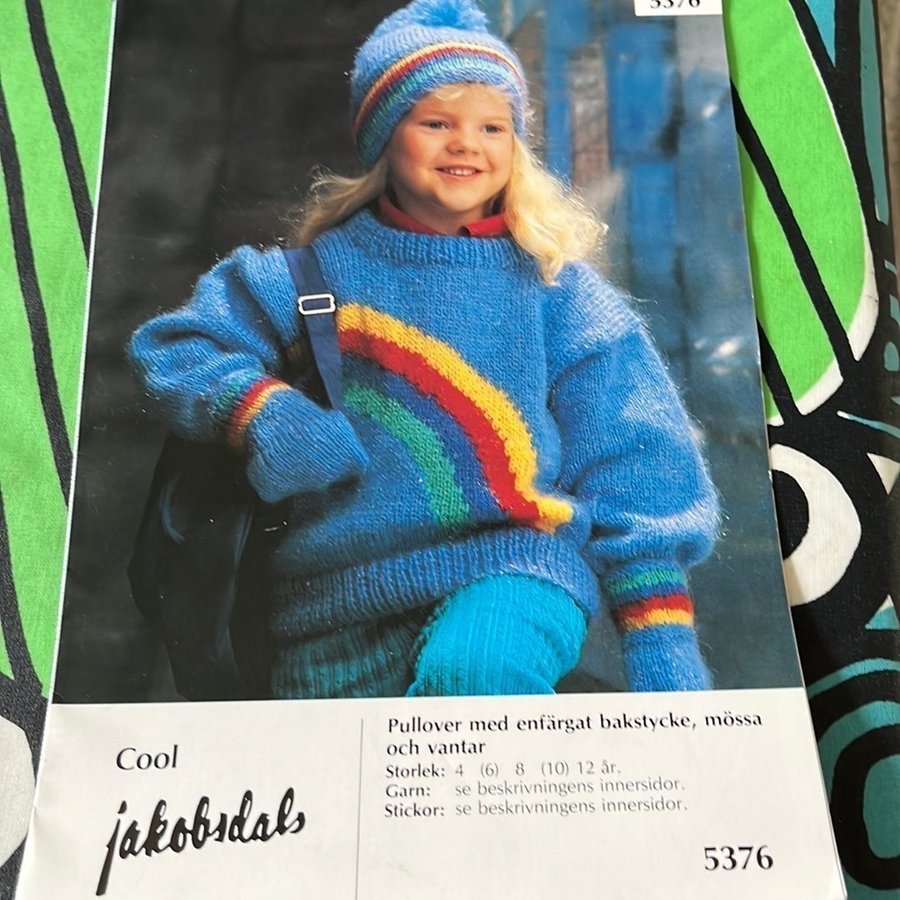 5376
Cool
jakobsdals
Pullover med enfärgat bakstycke, mössa
och vantar
Storlek: 4 (6) 8 (10) 12 år.
Garn: se beskrivningens innersidor.
Stickor: se beskrivningens innersidor.
5376